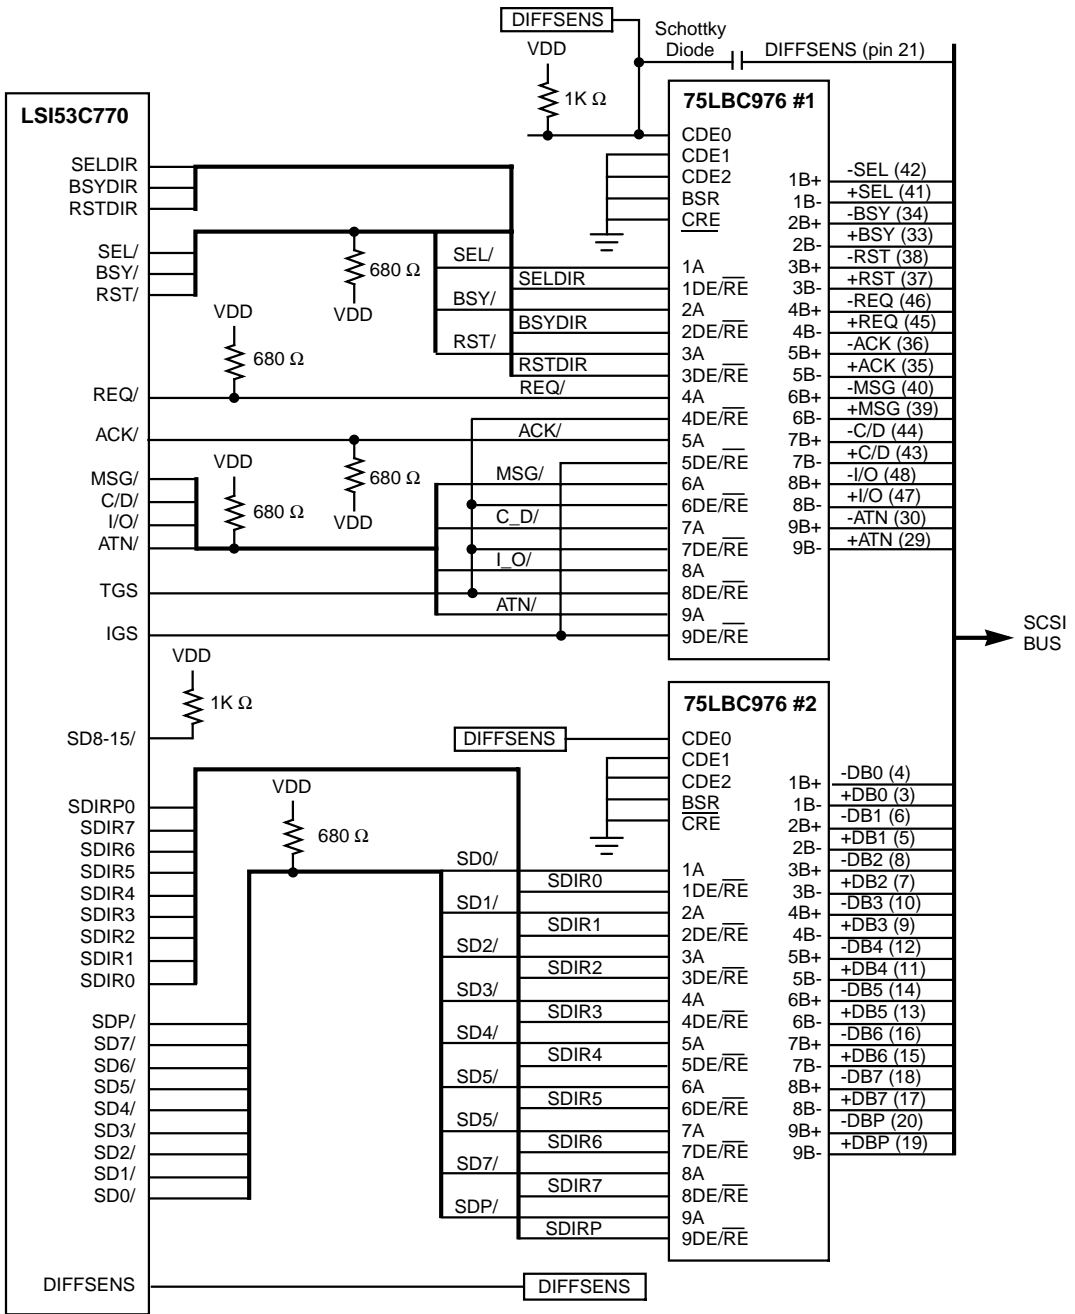 DIFFSENS
Schottky
Diode
DIFFSENS (pin 21)
VDD
1K Ω
LSI53C770
SELDIR
BSYDIR
RSTDIR
SEL/
BSY/
RST/
680 Ω
VDD
VDD
680 Ω
REQ/
ACK/
VDD
680 Ω
680 Ω
VDD
MSG/
C/D/
I/O/
ATN/
TGS
IGS
VDD
1K Ω
SD8-15/
SDIRP0
SDIR7
SDIR6
SDIR5
SDIR4
SDIR3
SDIR2
SDIR1
SDIR0
VDD
680 Ω
SDP/
SD7/
SD6/
SD5/
SD4/
SD3/
SD2/
SD1/
SD0/
DIFFSENS
DIFFSENS
SEL/
SELDIR
BSY/
BSYDIR
RST/
RSTDIR
REQ/
ACK/
MSG/
C_D/
I_O/
ATN/
75LBC976 #1
CDE0
CDE1
CDE2
BSR
CRE
1A
1DE/RE
2A
2DE/RE
3A
3DE/RE
4A
4DE/RE
5A
5DE/RE
6A
6DE/RE
7A
7DE/RE
8A
8DE/RE
9A
9DE/RE
1B+
1B-
2B+
2B-
3B+
3B-
4B+
4B-
5B+
5B-
6B+
6B-
7B+
7B-
8B+
8B-
9B+
9B-
-SEL (42)
+SEL (41)
-BSY (34)
+BSY (33)
-RST (38)
+RST (37)
-REQ (46)
+REQ (45)
-ACK (36)
+ACK (35)
-MSG (40)
+MSG (39)
-C/D (44)
+C/D (43)
-I/O (48)
+I/O (47)
-ATN (30)
+ATN (29)
SCSI
BUS
DIFFSENS
SD0/
SDIR0
SD1/
SDIR1
SD2/
SDIR2
SD3/
SDIR3
SD4/
SDIR4
SD5/
SDIR5
SD5/
SDIR6
SD7/
SDIR7
SDP/
SDIRP
75LBC976 #2
CDE0
CDE1
CDE2
BSR
CRE
1A
1DE/RE
2A
2DE/RE
3A
3DE/RE
4A
4DE/RE
5A
5DE/RE
6A
6DE/RE
7A
7DE/RE
8A
8DE/RE
9A
9DE/RE
1B+
1B-
2B+
2B-
3B+
3B-
4B+
4B-
5B+
5B-
6B+
6B-
7B+
7B-
8B+
8B-
9B+
9B-
-DB0 (4)
+DB0 (3)
-DB1 (6)
+DB1 (5)
-DB2 (8)
+DB2 (7)
-DB3 (10)
+DB3 (9)
-DB4 (12)
+DB4 (11)
-DB5 (14)
+DB5 (13)
-DB6 (16)
+DB6 (15)
-DB7 (18)
+DB7 (17)
-DBP (20)
+DBP (19)